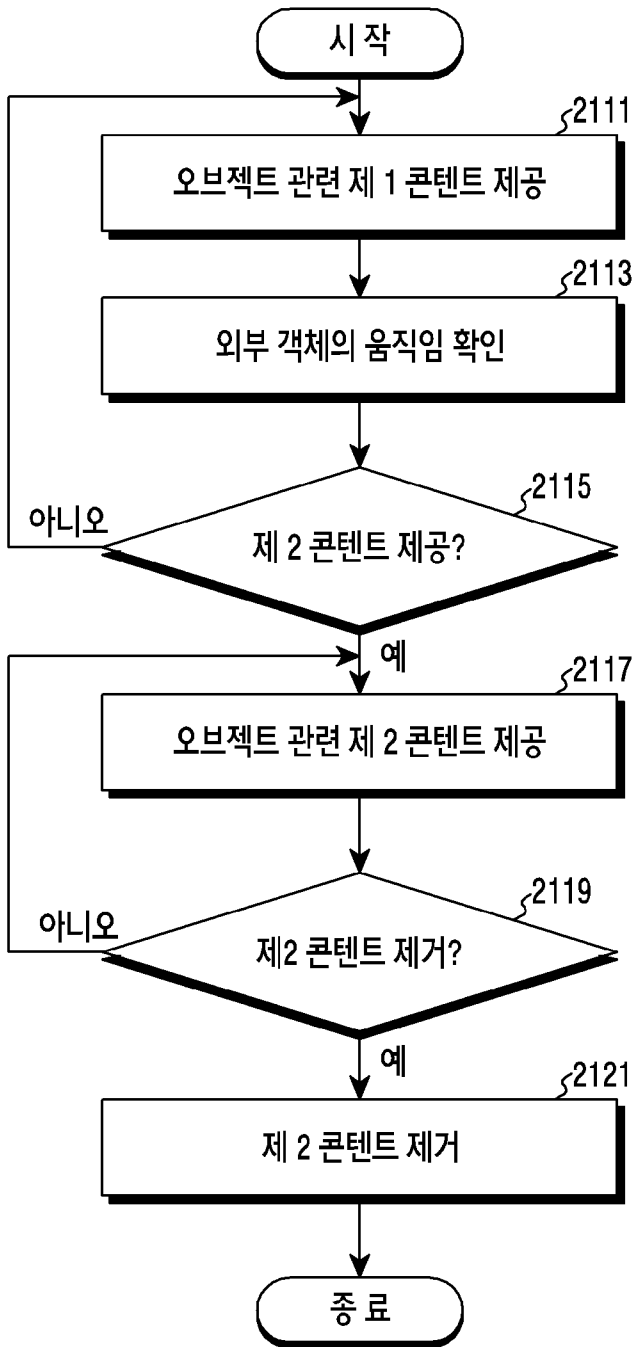 시 작
2111
오브젝트 관련 제 1 콘텐트 제공
2113
외부 객체의 움직임 확인
2115
아니오
제 2 콘텐트 제공?
예
2117
오브젝트 관련 제 2 콘텐트 제공
2119
아니오
제2 콘텐트 제거?
예
2121
제 2 콘텐트 제거
종 료